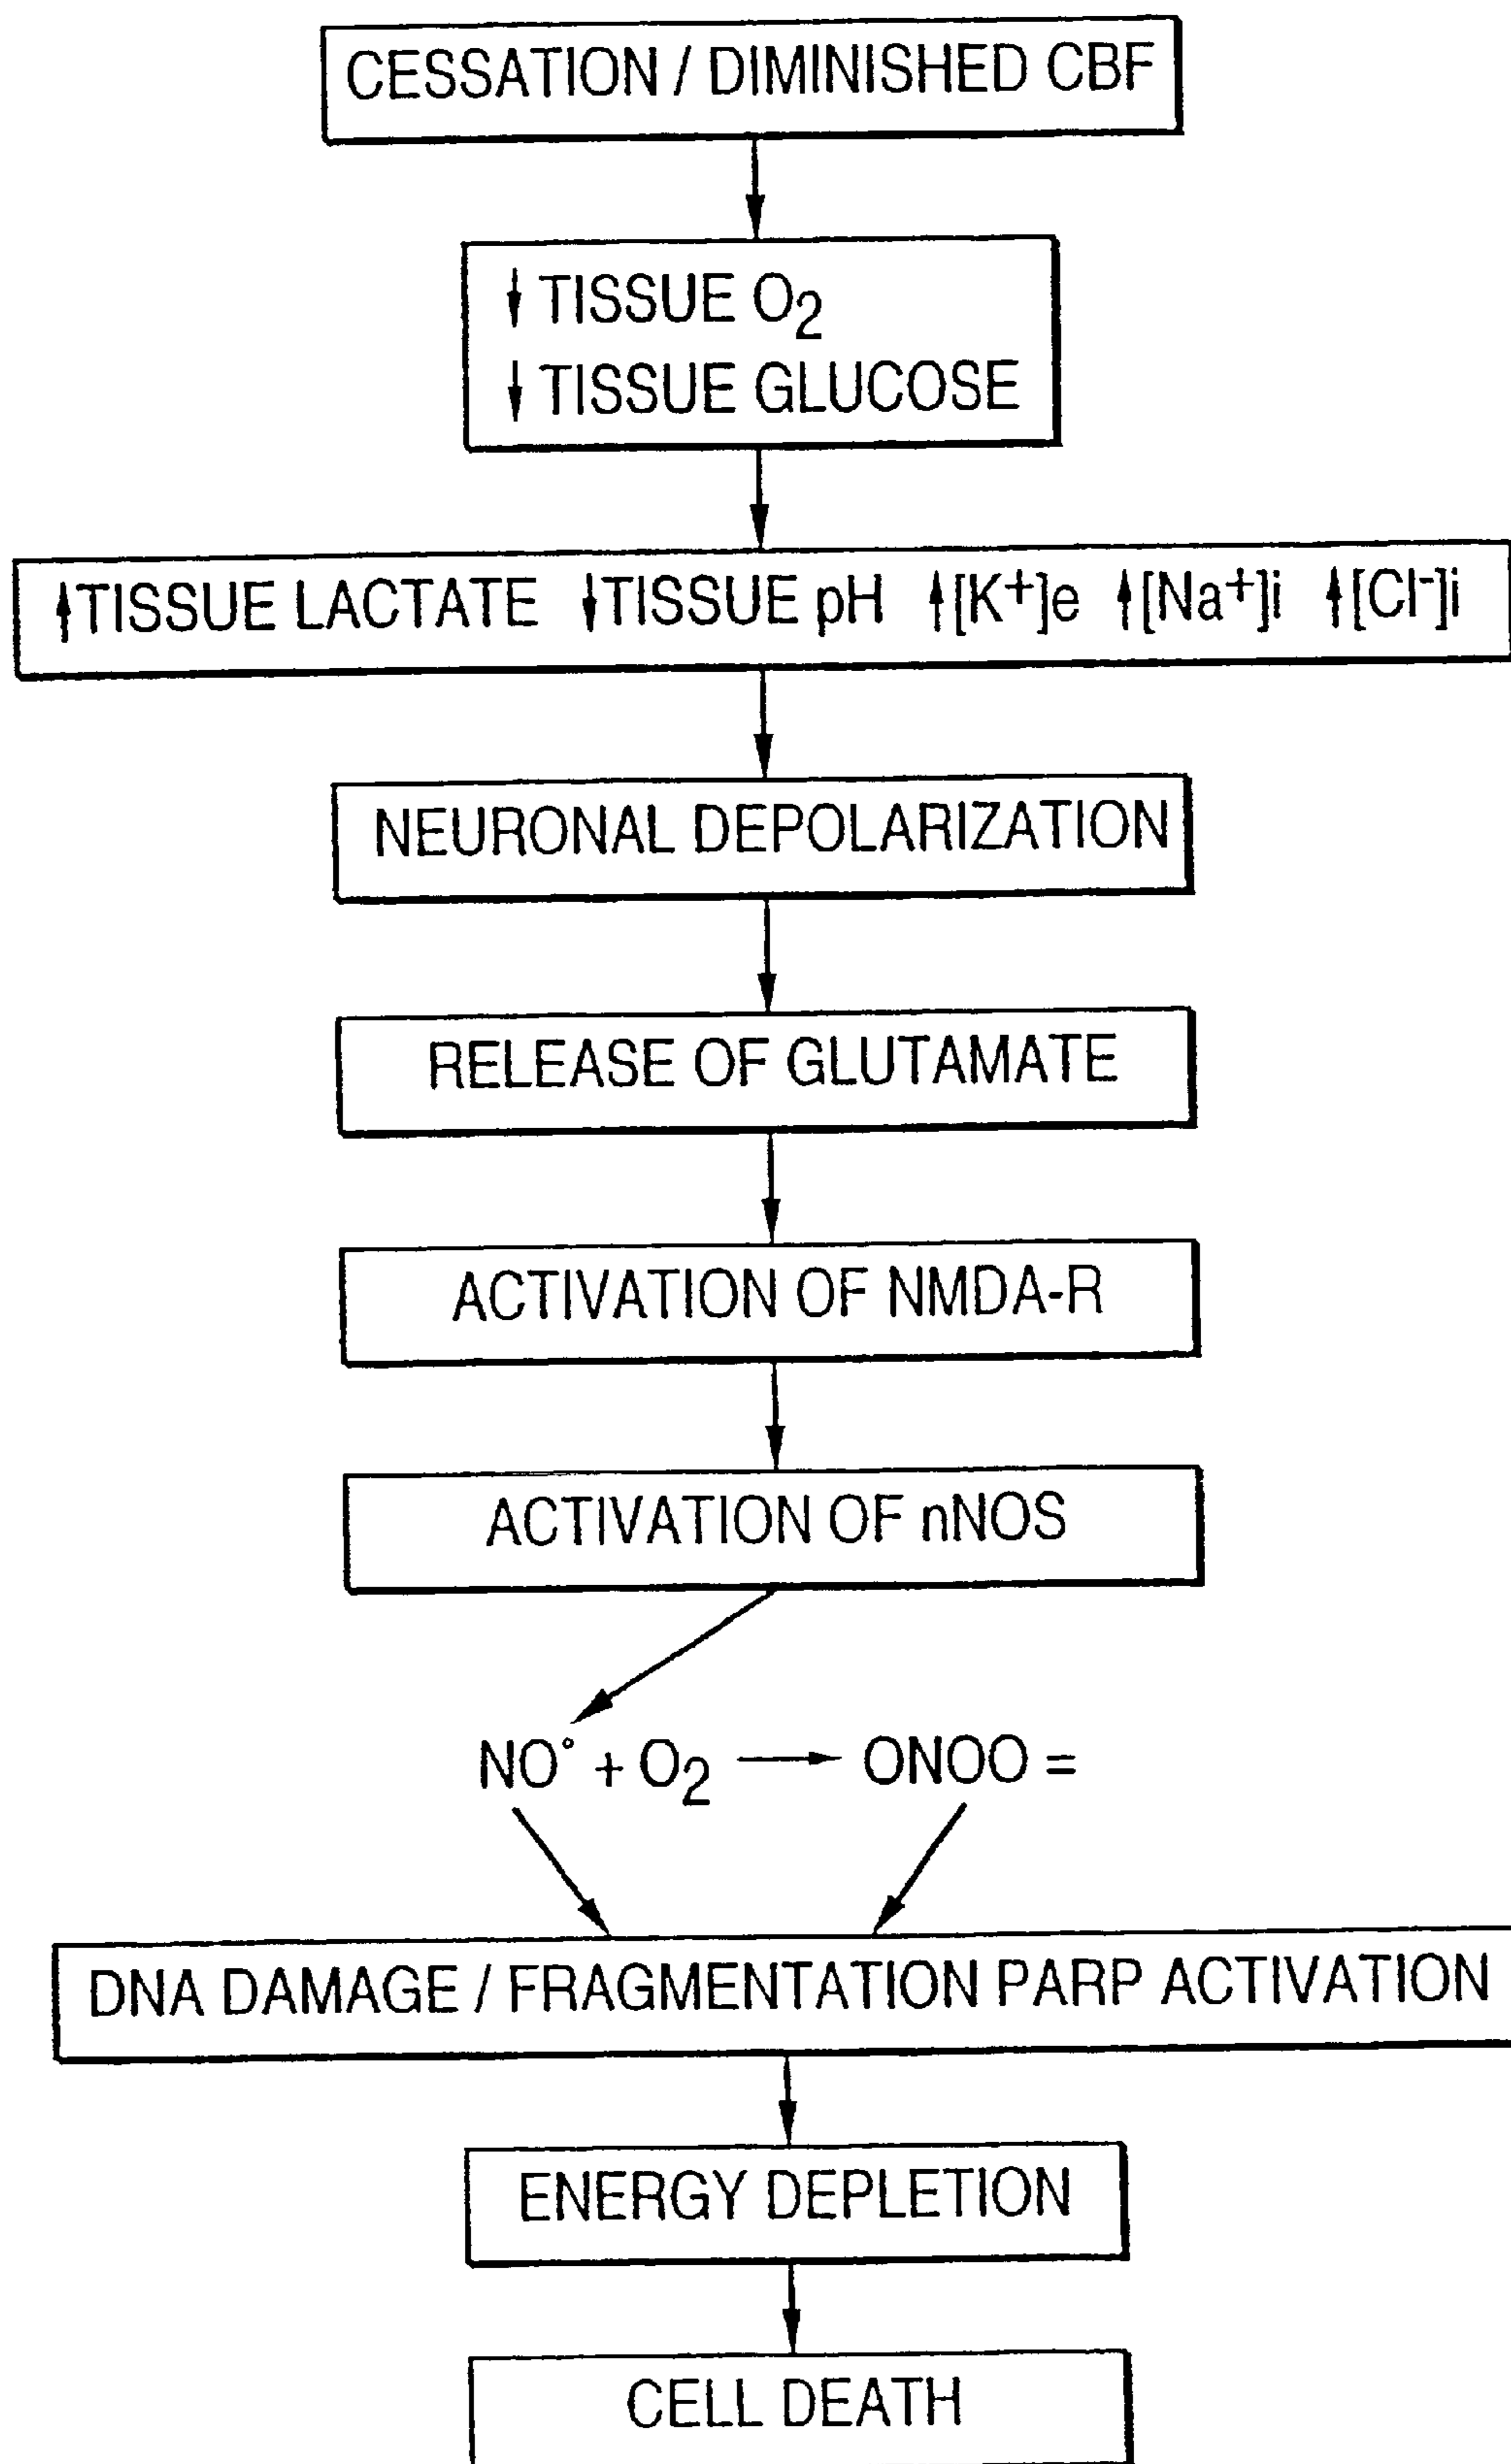 CESSATION / DIMINISHED CBF
↓ TISSUE O₂
↓ TISSUE GLUCOSE
↑TISSUE LACTATE ↓TISSUE pH ↑[K⁺]e ↑[Na⁺]i ↑[Cl⁻]i
NEURONAL DEPOLARIZATION
RELEASE OF GLUTAMATE
ACTIVATION OF NMDA-R
ACTIVATION OF nNOS
NO° + O₂ → ONOO =
DNA DAMAGE / FRAGMENTATION PARP ACTIVATION
ENERGY DEPLETION
CELL DEATH